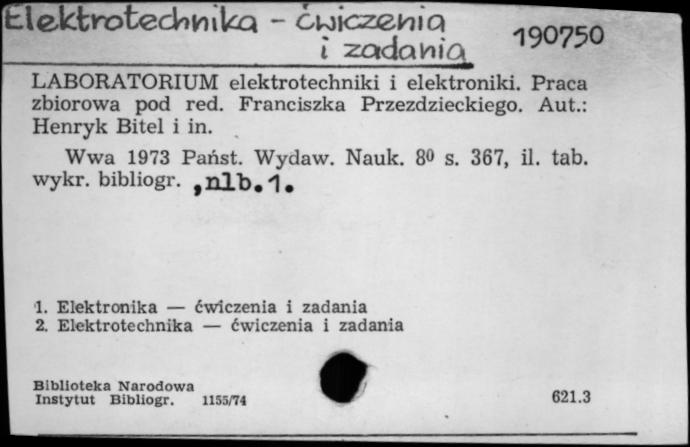 Elektrotechnika - ćwiczenia
i zadania
190750
LABORATORIUM elektrotechniki i elektroniki. Praca
zbiorowa pod red. Franciszka Przezdzieckiego. Aut.:
Henryk Bitel i in.
Wwa 1973 Państ. Wydaw. Nauk. 8⁰ s. 367, il. tab.
wykr. bibliogr. ,nlb.1.
1. Elektronika — ćwiczenia i zadania
2. Elektrotechnika — ćwiczenia i zadania
Biblioteka Narodowa
Instytut Bibliogr. 1155/74
621.3